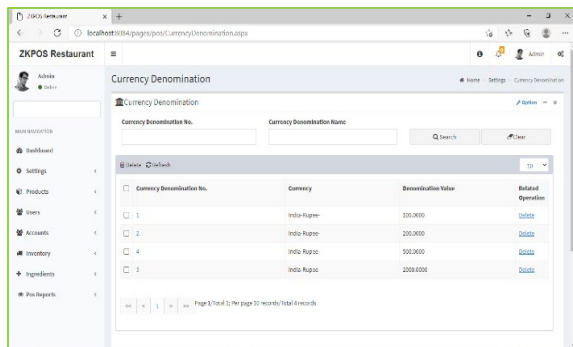 ZKPOS Restaurant
localhost:8084/pages/pos/CurrencyDenomination.aspx
ZKPOS Restaurant
Admin
Admin
Online
Currency Denomination
Home
Settings
Currency Denomination
Currency Denomination
Option
Currency Denomination No.
Currency Denomination Name
Search
Clear
MAIN NAVIGATION
Dashboard
Settings
Products
Users
Accounts
Inventory
Ingredients
Pos Reports
Delete Refresh
10
Currency Denomination No. Currency Denomination Value Related Operation
1 India-Rupee- 100.0000 Delete
2 India-Rupee- 200.0000 Delete
4 India-Rupee- 500.0000 Delete
3 India-Rupee- 2000.0000 Delete
<< < 1 > >> Page 1/Total 1; Per page 10 records/Total 4 records